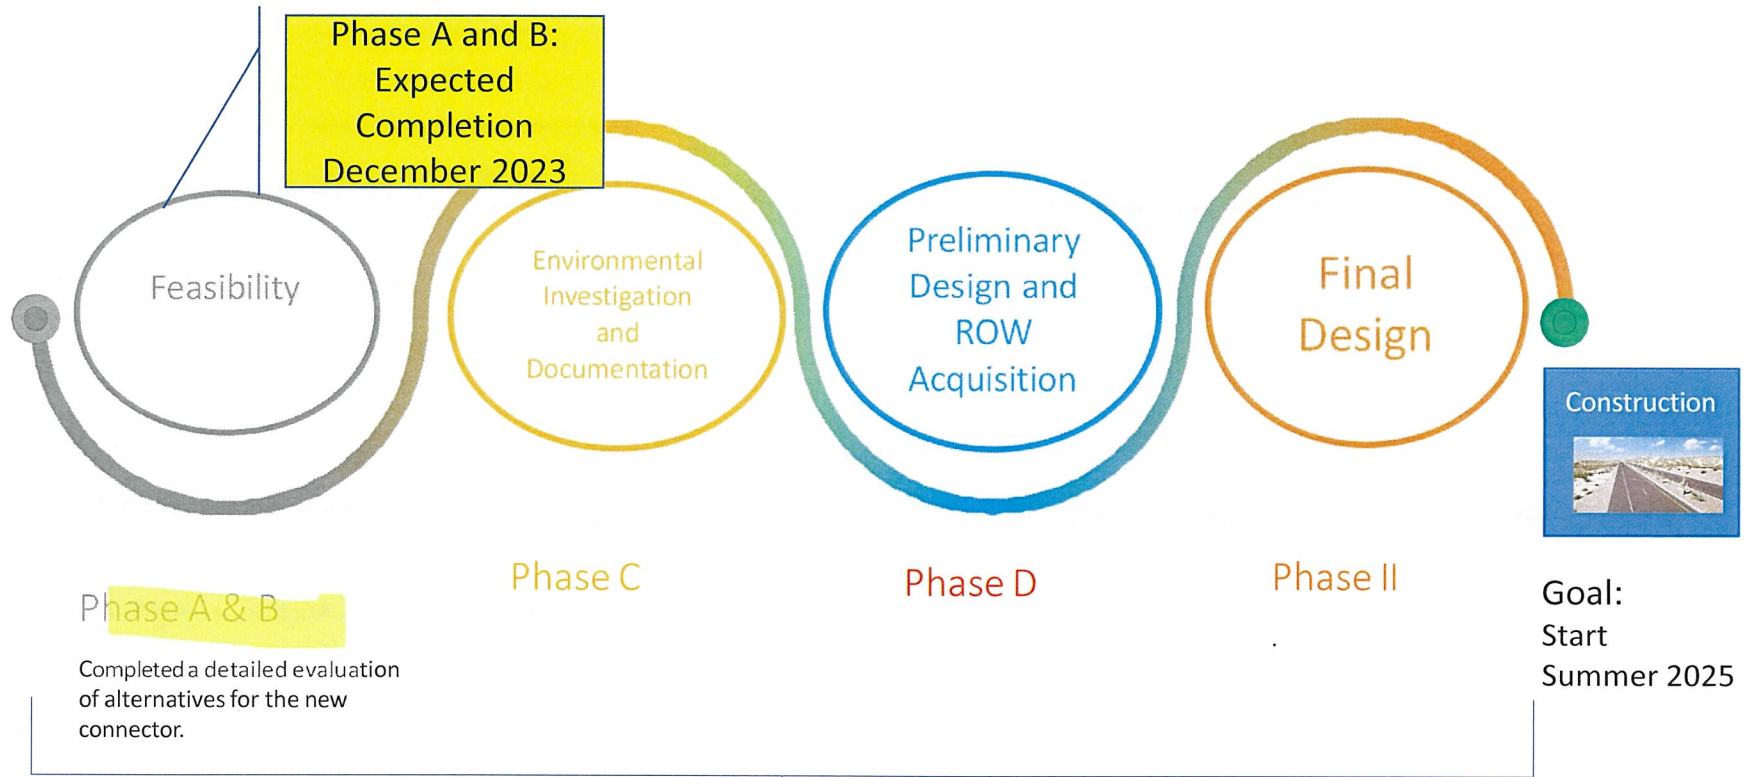 Phase A and B:
Expected
Completion
December 2023
Feasibility
Environmental
Investigation
and
Documentation
Preliminary
Design and
ROW
Acquisition
Final
Design
Construction
Phase A & B
Completed a detailed evaluation
of alternatives for the new
connector.
Phase C
Phase D
Phase II
Goal:
Start
Summer 2025